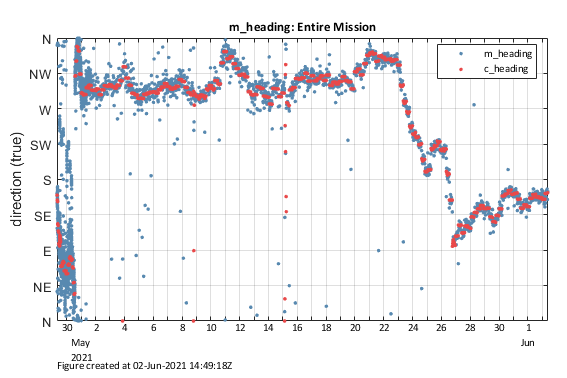 m_heading: Entire Mission
N
NW
W
SW
S
SE
E
NE
N
direction (true)
m_heading
c_heading
30 2 4 6 8 10 12 14 16 18 20 22 24 26 28 30 1
May Jun
2021
Figure created at 02-Jun-2021 14:49:18Z